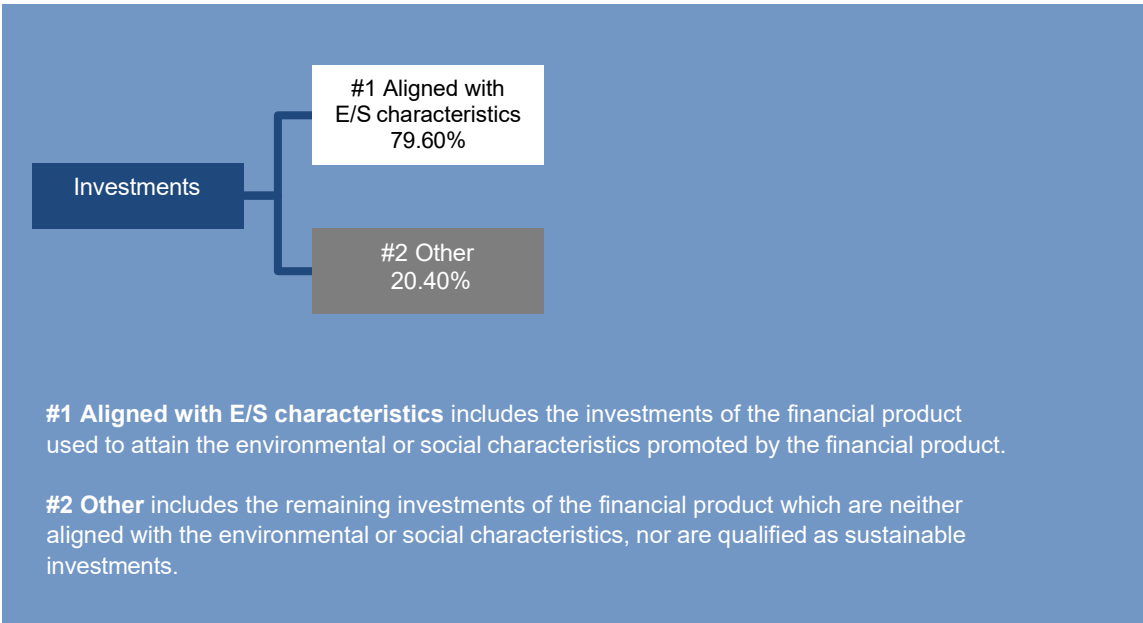 #1 Aligned with
E/S characteristics
79.60%
Investments
#2 Other
20.40%
#1 Aligned with E/S characteristics includes the investments of the financial product
used to attain the environmental or social characteristics promoted by the financial product.
#2 Other includes the remaining investments of the financial product which are neither
aligned with the environmental or social characteristics, nor are qualified as sustainable
investments.